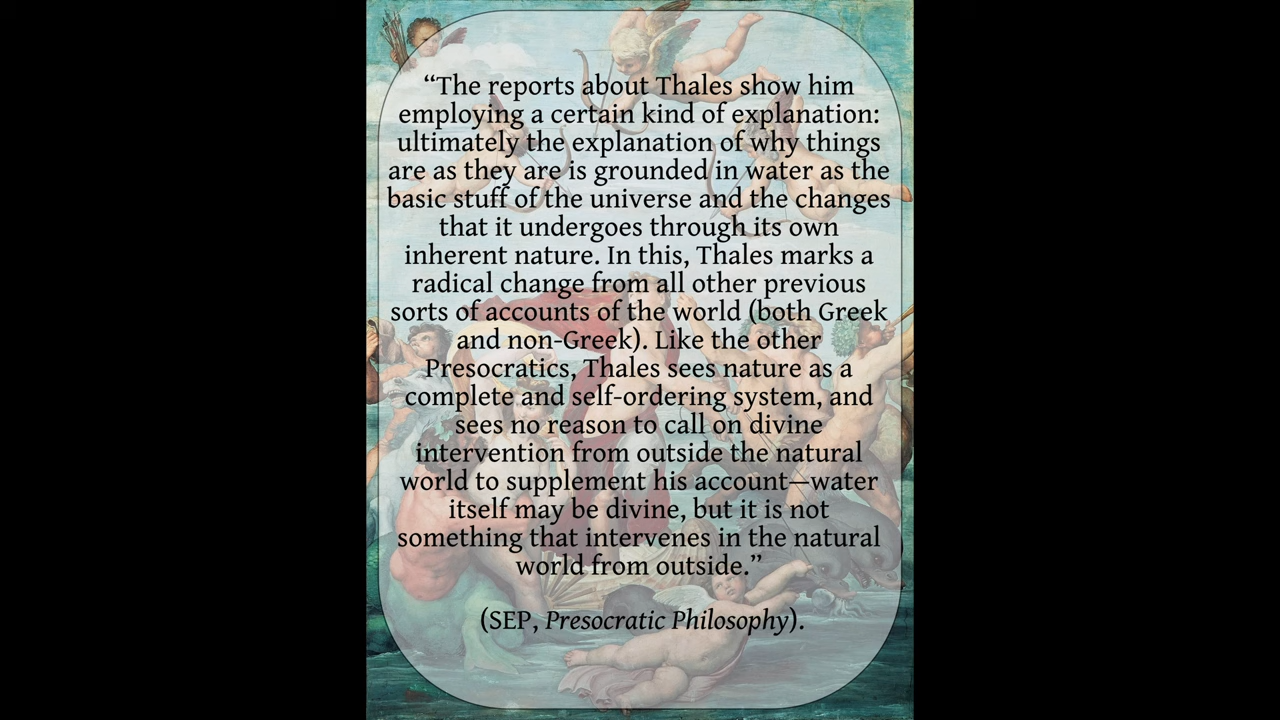 “The reports about Thales show him
employing a certain kind of explanation:
ultimately the explanation of why things
are as they are is grounded in water as the
basic stuff of the universe and the changes
that it undergoes through its own
inherent nature. In this, Thales marks a
radical change from all other previous
sorts of accounts of the world (both Greek
and non-Greek). Like the other
Presocratics, Thales sees nature as a
complete and self-ordering system, and
sees no reason to call on divine
intervention from outside the natural
world to supplement his account—water
itself may be divine, but it is not
something that intervenes in the natural
world from outside.”
(SEP, Presocratic Philosophy).